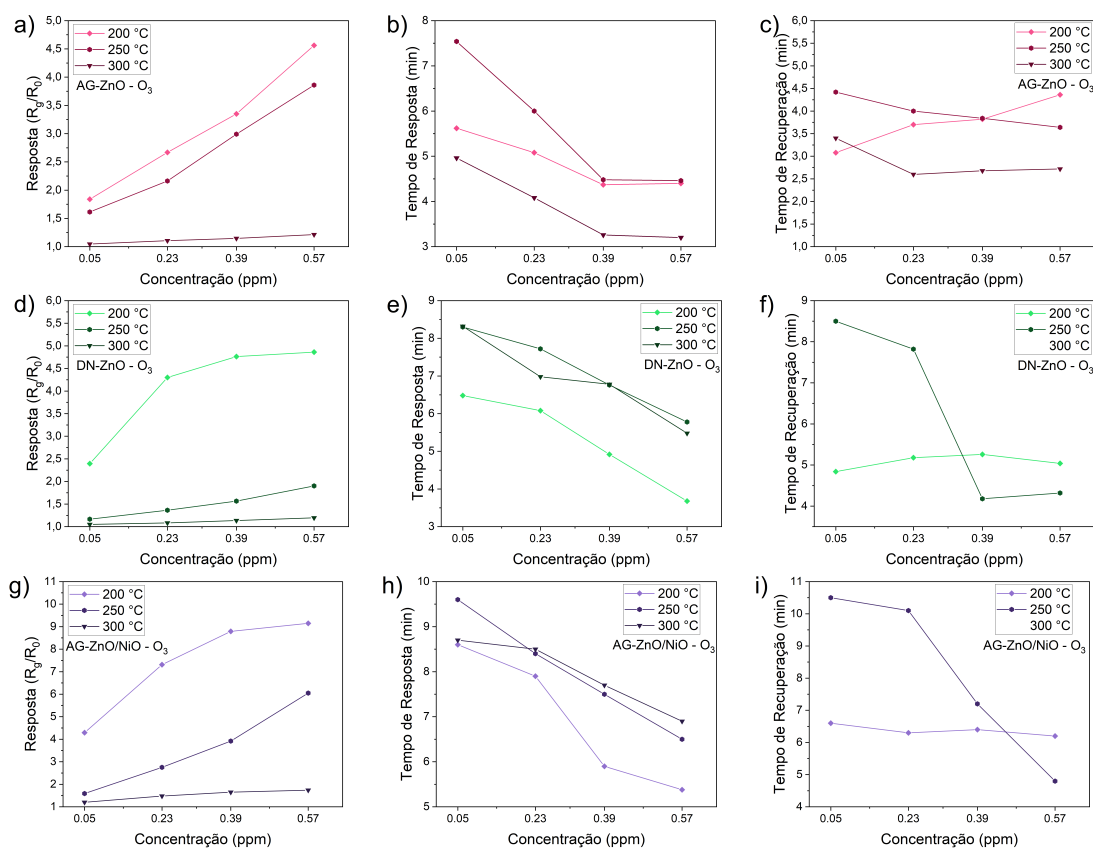 a)
Resposta (Rg/R0)
5,0
4,5
4,0
3,5
3,0
2,5
2,0
1,5
1,0
200 °C
250 °C
300 °C
AG-ZnO - O3
0.05 0.23 0.39 0.57
Concentração (ppm)
b)
Tempo de Resposta (min)
8
7
6
5
4
3
200 °C
250 °C
300 °C
0.05 0.23 0.39 0.57
Concentração (ppm)
c)
Tempo de Recuperação (min)
6,0
5,5
5,0
4,5
4,0
3,5
3,0
2,5
2,0
1,5
1,0
200 °C
250 °C
300 °C
AG-ZnO - O3
0.05 0.23 0.39 0.57
Concentração (ppm)
d)
Resposta (Rg/R0)
6,0
5,5
5,0
4,5
4,0
3,5
3,0
2,5
2,0
1,5
1,0
200 °C
250 °C
300 °C
DN-ZnO - O3
0.05 0.23 0.39 0.57
Concentração (ppm)
e)
Tempo de Resposta (min)
9
8
7
6
5
4
3
200 °C
250 °C
300 °C
DN-ZnO - O3
0.05 0.23 0.39 0.57
Concentração (ppm)
f)
Tempo de Recuperação (min)
9
8
7
6
5
4
200 °C
250 °C
300 °C
DN-ZnO - O3
0.05 0.23 0.39 0.57
Concentração (ppm)
g)
Resposta (Rg/R0)
11
10
9
8
7
6
5
4
3
2
1
200 °C
250 °C
300 °C
AG-ZnO/NiO - O3
0.05 0.23 0.39 0.57
Concentração (ppm)
h)
Tempo de Resposta (min)
10
9
8
7
6
5
200 °C
250 °C
300 °C
AG-ZnO/NiO - O3
0.05 0.23 0.39 0.57
Concentração (ppm)
i)
Tempo de Recuperação (min)
11
10
9
8
7
6
5
4
200 °C
250 °C
300 °C
AG-ZnO/NiO - O3
0.05 0.23 0.39 0.57
Concentração (ppm)